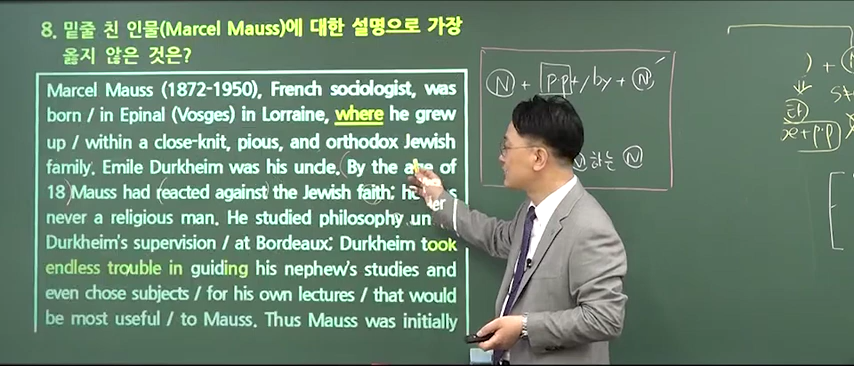 8. 밑줄 친 인물(Marcel Mauss)에 대한 설명으로 가장
옳지 않은 것은?
Marcel Mauss (1872-1950), French sociologist, was
born / in Epinal (Vosges) in Lorraine, where he grew
up / within a close-knit, pious, and orthodox Jewish
family. Emile Durkheim was his uncle. By the age of
18 Mauss had reacted against the Jewish faith:
never a religious man. He studied philosophy
Durkheim's supervision / at Bordeaux: Durkheim took
endless trouble in guiding his nephew's studies and
even chose subjects / for his own lectures / that would
be most useful / to Mauss. Thus Mauss was initially
N + p.p + / by + N
하는 N
) +